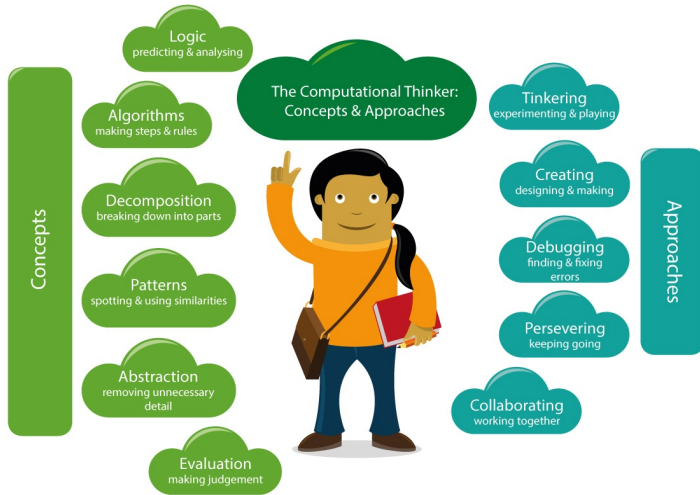 The Computational Thinker:
Concepts & Approaches
Concepts
Logic
predicting & analysing
Algorithms
making steps & rules
Decomposition
breaking down into parts
Patterns
spotting & using similarities
Abstraction
removing unnecessary
detail
Evaluation
making judgement
Approaches
Tinkering
experimenting & playing
Creating
designing & making
Debugging
finding & fixing
errors
Persevering
keeping going
Collaborating
working together